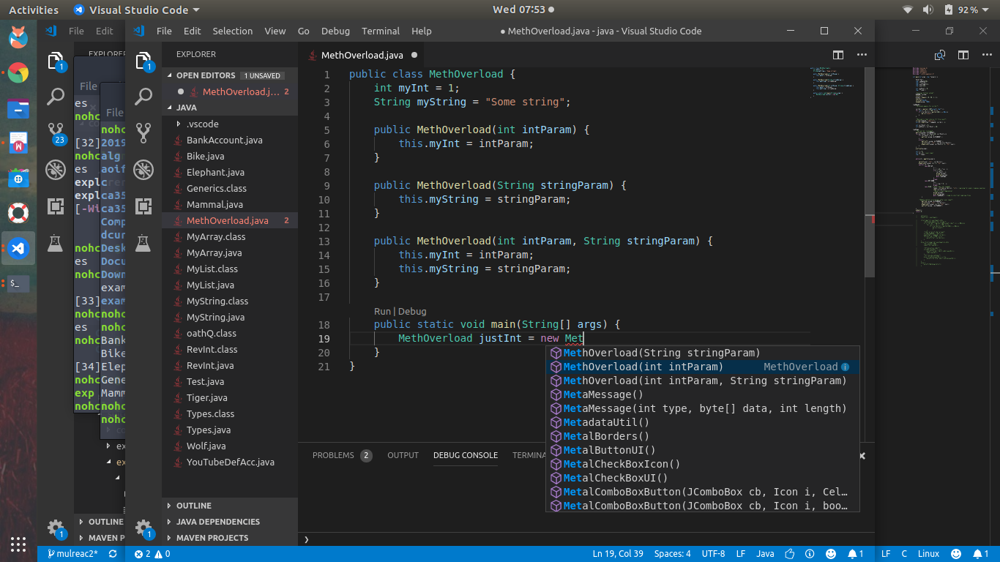 Activities Visual Studio Code Wed 07:53 92%
File Edit
File Edit Selection View Go Debug Terminal Help MethOverload.java - java - Visual Studio Code
EXPLORER
MethOverload.java
OPEN EDITORS 1 UNSAVED
MethOverload.j... 2
JAVA
.vscode
BankAccount.java
Bike.java
Elephant.java
Generics.class
Mammal.java
MethOverload.java 2
MyArray.class
MyArray.java
MyList.class
MyList.java
MyString.class
MyString.java
oathQ.class
RevInt.class
RevInt.java
Test.java
Tiger.java
Types.class
Types.java
Wolf.java
YouTubeDefAcc.java
OUTLINE
JAVA DEPENDENCIES
MAVEN PROJECTS
1 public class MethOverload {
2 int myInt = 1;
3 String myString = "Some string";
4
5 public MethOverload(int intParam) {
6 this.myInt = intParam;
7 }
8
9 public MethOverload(String stringParam) {
10 this.myString = stringParam;
11 }
12
13 public MethOverload(int intParam, String stringParam) {
14 this.myInt = intParam;
15 this.myString = stringParam;
16 }
17
Run | Debug
18 public static void main(String[] args) {
19 MethOverload justInt = new Met
20 }
21 }
MethOverload(String stringParam)
MethOverload(int intParam) MethOverload
MethOverload(int intParam, String stringParam)
MetaMessage()
MetaMessage(int type, byte[] data, int length)
MetadataUtil()
MetalBorders()
MetalButtonUI()
MetalCheckBoxIcon()
MetalCheckBoxUI()
MetalComboBoxButton(JComboBox cb, Icon i, Cel…
MetalComboBoxButton(JComboBox cb, Icon i, boo…
PROBLEMS 2 OUTPUT DEBUG CONSOLE
File
File
es
nohc
[32]
nohc
es
expl
expl
[-Wi
nohc
es
nohc
[33]
nohc
es
nohc
[34]
nohc
exp
nohc
nohc
2019
alg
aoif
c
ca35
ca35
Comp
dcur
Desk
Docu
Down
exam
exam
nohc
nohc
Bank
Bike
Elep
Gene
Mamm
nohc
nohc
ex
ex
OUTLINE
MAVEN P
1
23
1
1
1
mulreac2* 2 0 Ln 19, Col 39 Spaces: 4 UTF-8 LF Java 1 LF C Linux 1